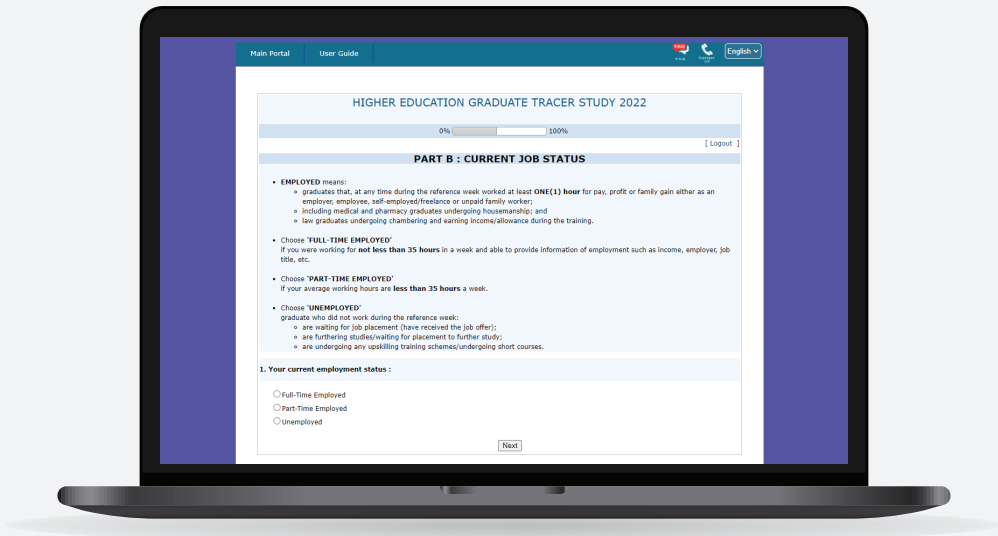 Main Portal
User Guide
F.A.Q
Contact Us
English
HIGHER EDUCATION GRADUATE TRACER STUDY 2022
0% 100%
[ Logout ]
PART B : CURRENT JOB STATUS
• EMPLOYED means:
graduates that, at any time during the reference week worked at least ONE(1) hour for pay, profit or family gain either as an
employer, employee, self-employed/freelance or unpaid family worker;
including medical and pharmacy graduates undergoing housemanship; and
law graduates undergoing chambering and earning income/allowance during the training.
• Choose 'FULL-TIME EMPLOYED'
if you were working for not less than 35 hours in a week and able to provide information of employment such as income, employer, job
title, etc.
• Choose 'PART-TIME EMPLOYED'
if your average working hours are less than 35 hours a week.
• Choose 'UNEMPLOYED'
graduate who did not work during the reference week:
are waiting for job placement (have received the job offer);
are furthering studies/waiting for placement to further study;
are undergoing any upskilling training schemes/undergoing short courses.
1. Your current employment status :
Full-Time Employed
Part-Time Employed
Unemployed
Next